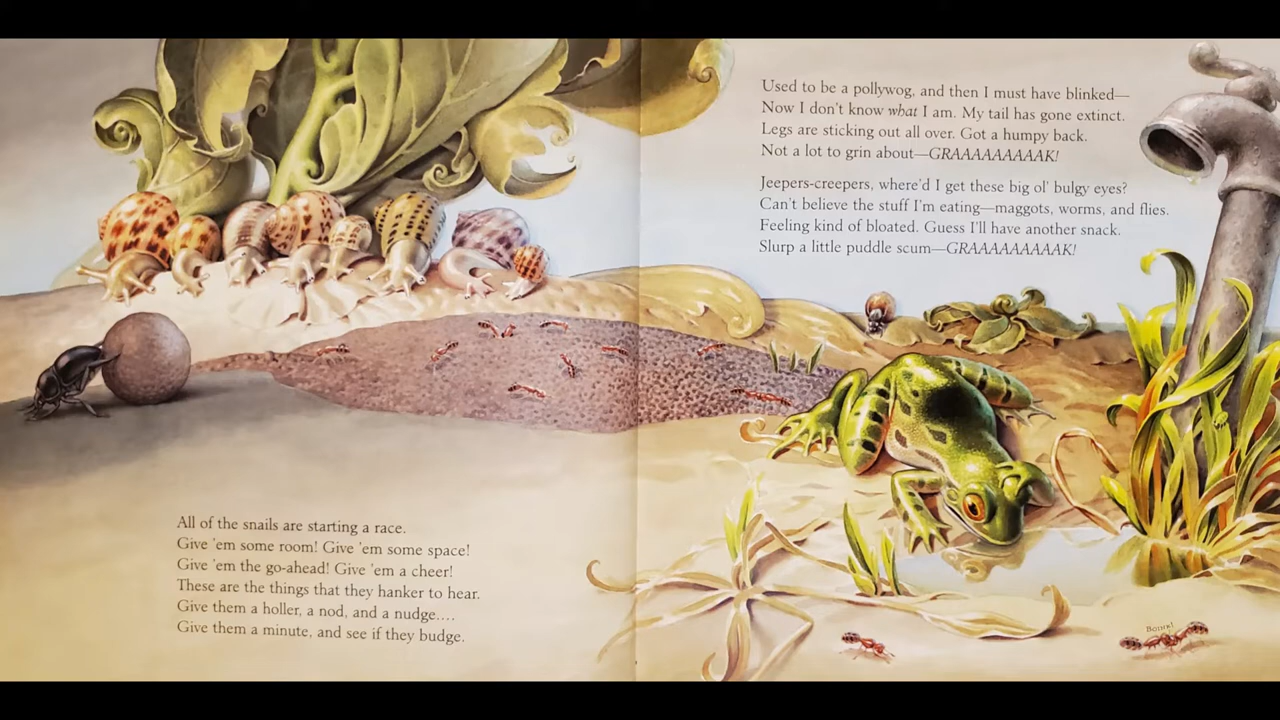 All of the snails are starting a race.
Give 'em some room! Give 'em some space!
Give 'em the go-ahead! Give 'em a cheer!
These are the things that they hanker to hear.
Give them a holler, a nod, and a nudge....
Give them a minute, and see if they budge.
Used to be a pollywog, and then I must have blinked—
Now I don't know what I am. My tail has gone extinct.
Legs are sticking out all over. Got a humpy back.
Not a lot to grin about—GRAAAAAAAAAK!
Jeepers-creepers, where'd I get these big ol' bulgy eyes?
Can't believe the stuff I'm eating—maggots, worms, and flies.
Feeling kind of bloated. Guess I'll have another snack.
Slurp a little puddle scum—GRAAAAAAAAAK!